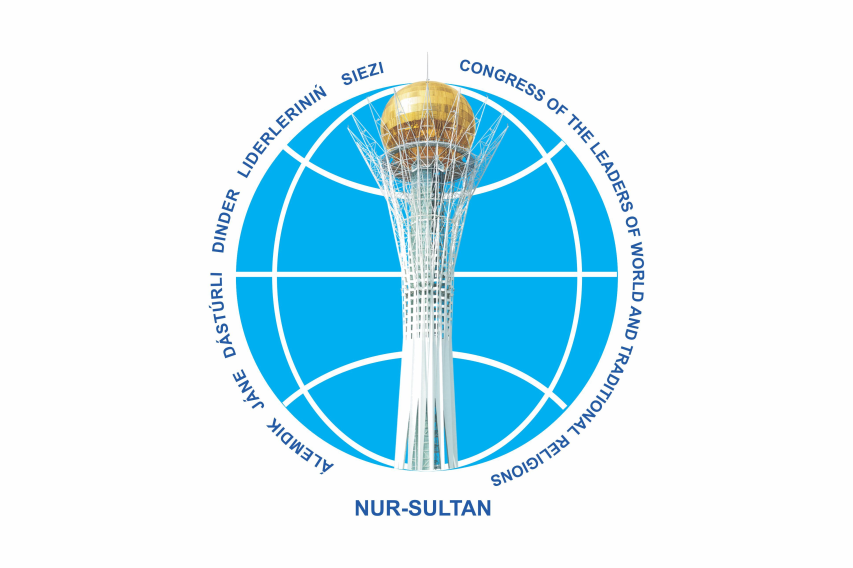 ÁLEMDIK JÁNE DÁSTÚRLI DINDER LIDERLERINIŃ SIEZI
CONGRESS OF THE LEADERS OF WORLD AND TRADITIONAL RELIGIONS
NUR-SULTAN